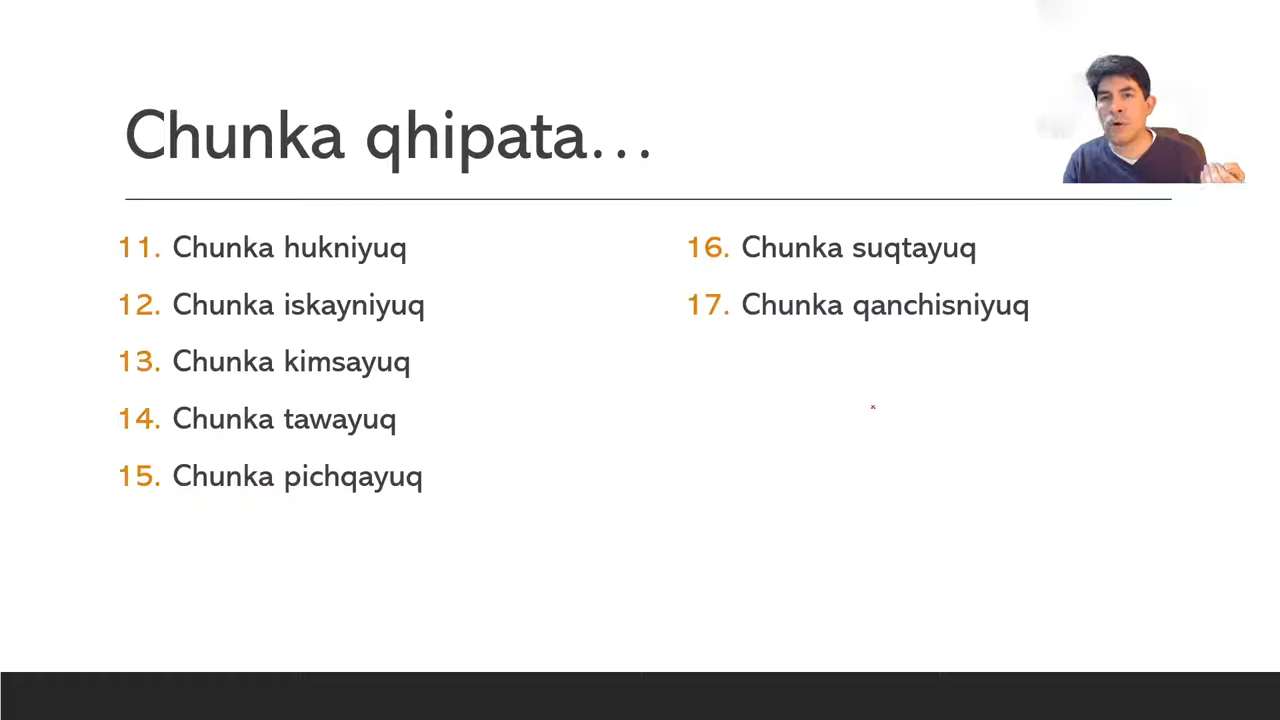 Chunka qhipata...
11. Chunka hukniyuq
12. Chunka iskayniyuq
13. Chunka kimsayuq
14. Chunka tawayuq
15. Chunka pichqayuq
16. Chunka suqtayuq
17. Chunka qanchisniyuq